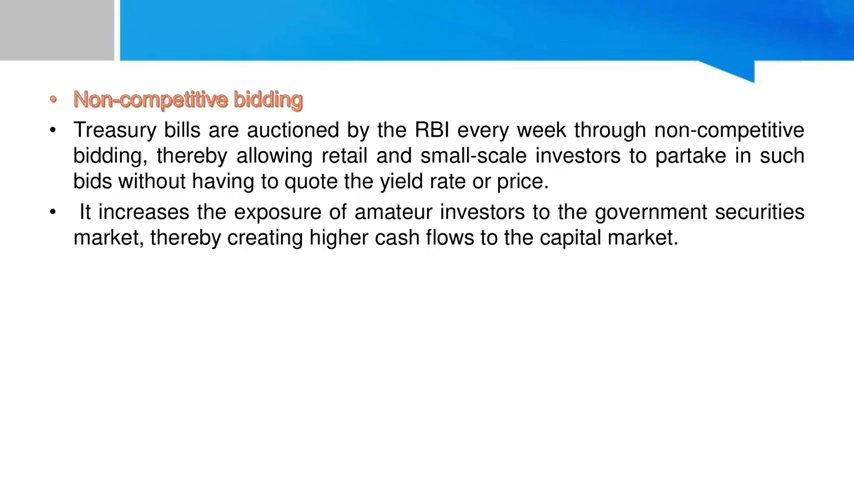 • Non-competitive bidding
• Treasury bills are auctioned by the RBI every week through non-competitive
bidding, thereby allowing retail and small-scale investors to partake in such
bids without having to quote the yield rate or price.
• It increases the exposure of amateur investors to the government securities
market, thereby creating higher cash flows to the capital market.